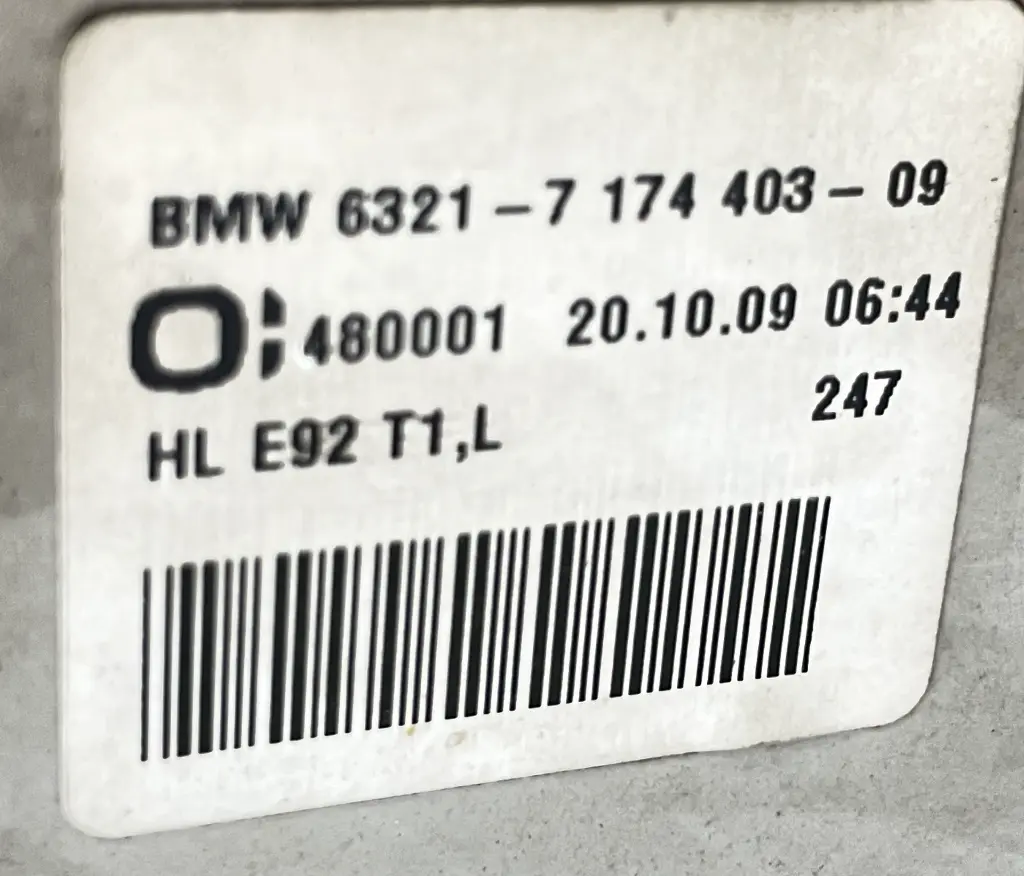 BMW 6321 - 7 174 403 - 09
480001 20.10.09 06:44
HL E92 T1,L 247